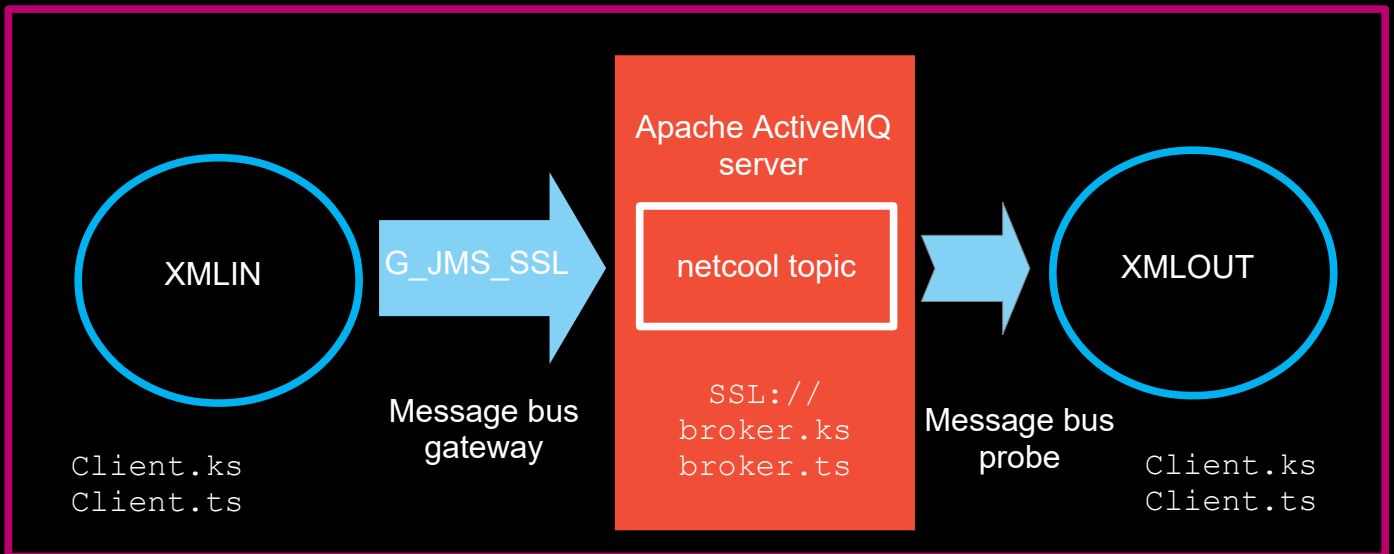 XMLIN
G_JMS_SSL
Message bus
gateway
Client.ks
Client.ts
Apache ActiveMQ
server
netcool topic
SSL://
broker.ks
broker.ts
Message bus
probe
XMLOUT
Client.ks
Client.ts